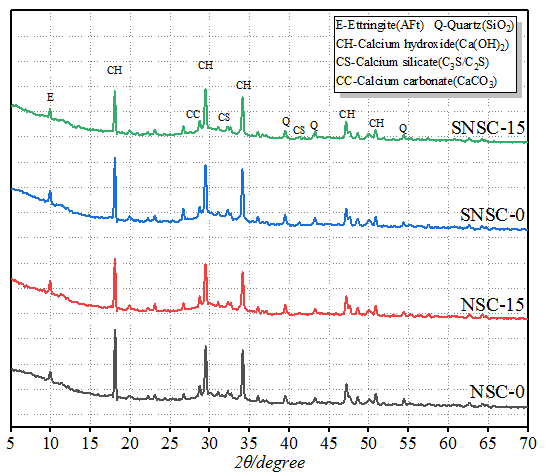 E-Ettringite(AFt) Q-Quartz(SiO₂)
CH-Calcium hydroxide(Ca(OH)₂)
CS-Calcium silicate(C₃S/C₂S)
CC-Calcium carbonate(CaCO₃)
E
CH
CC
CH
CS
CH
Q
CS
Q
CH
CH
Q
SNSC-15
SNSC-0
NSC-15
NSC-0
5 10 15 20 25 30 35 40 45 50 55 60 65 70
2θ/degree